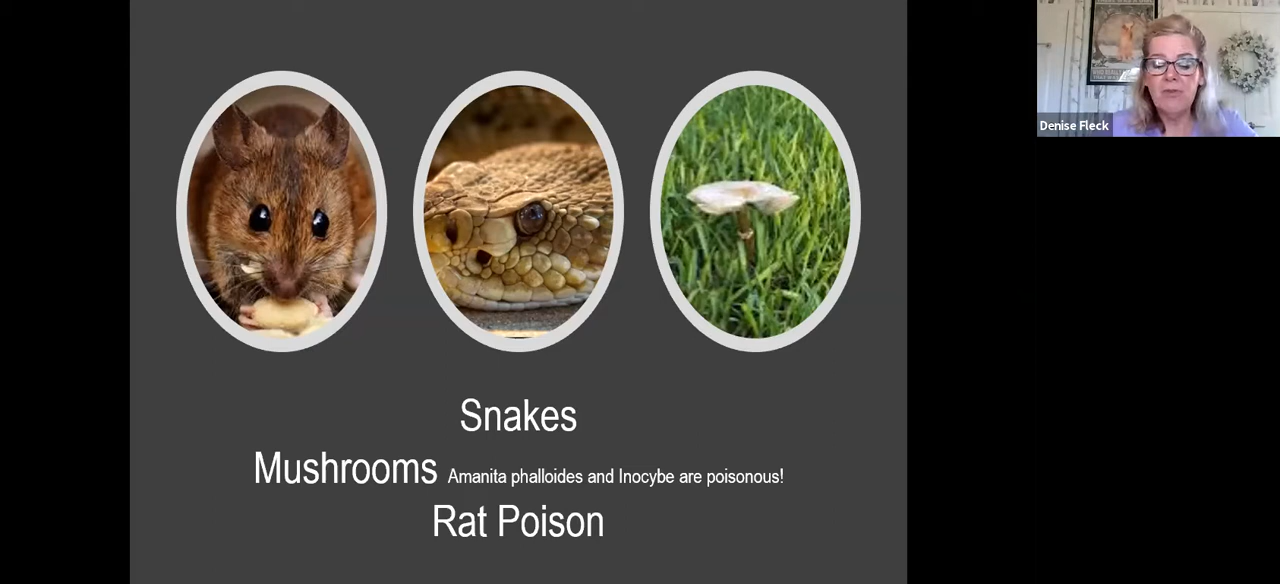 Snakes
Mushrooms Amanita phalloides and Inocybe are poisonous!
Rat Poison
Denise Fleck